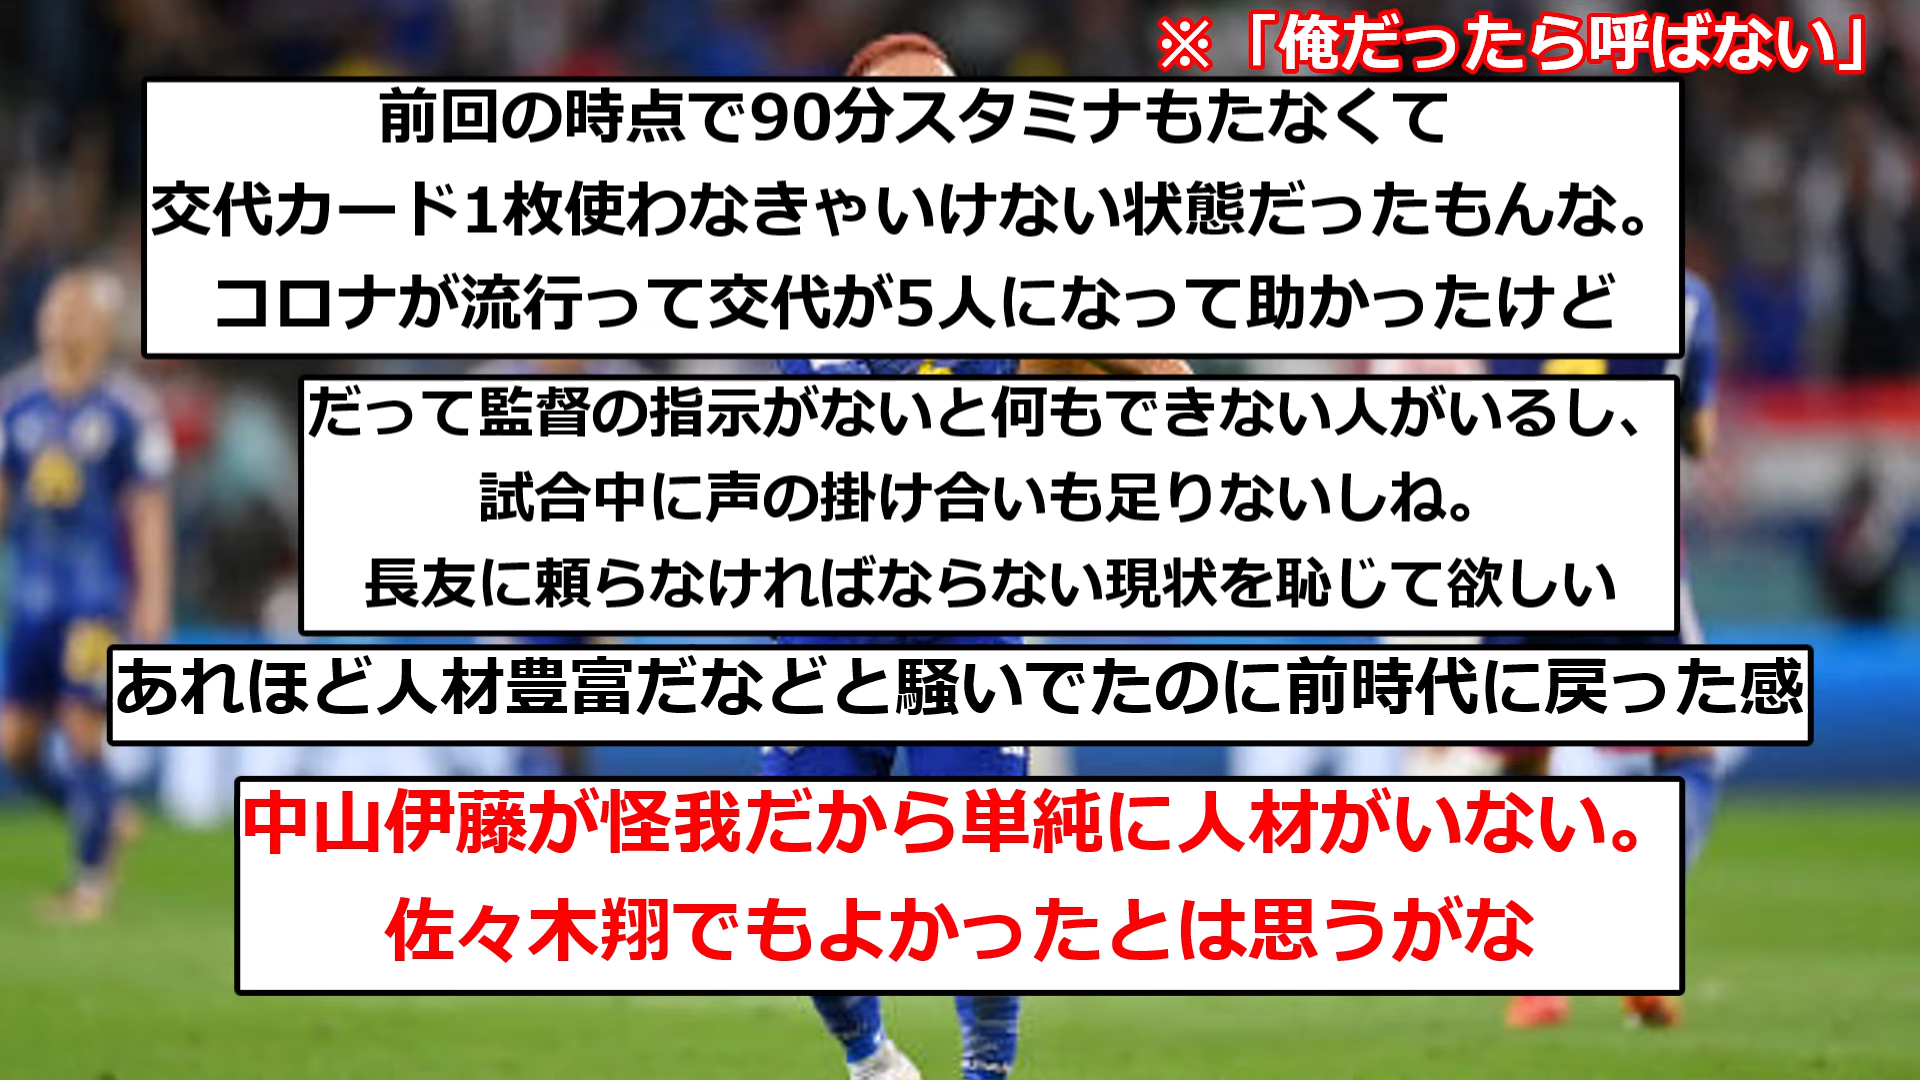 ※「俺だったら呼ばない」
前回の時点で90分スタミナもたなくて
交代カード1枚使わなきゃいけない状態だったもんな。
コロナが流行って交代が5人になって助かったけど
だって監督の指示がないと何もできない人がいるし、
試合中に声の掛け合いも足りないしね。
長友に頼らなければならない現状を恥じて欲しい
あれほど人材豊富だなどと騒いでたのに前時代に戻った感
中山伊藤が怪我だから単純に人材がいない。
佐々木翔でもよかったとは思うがな